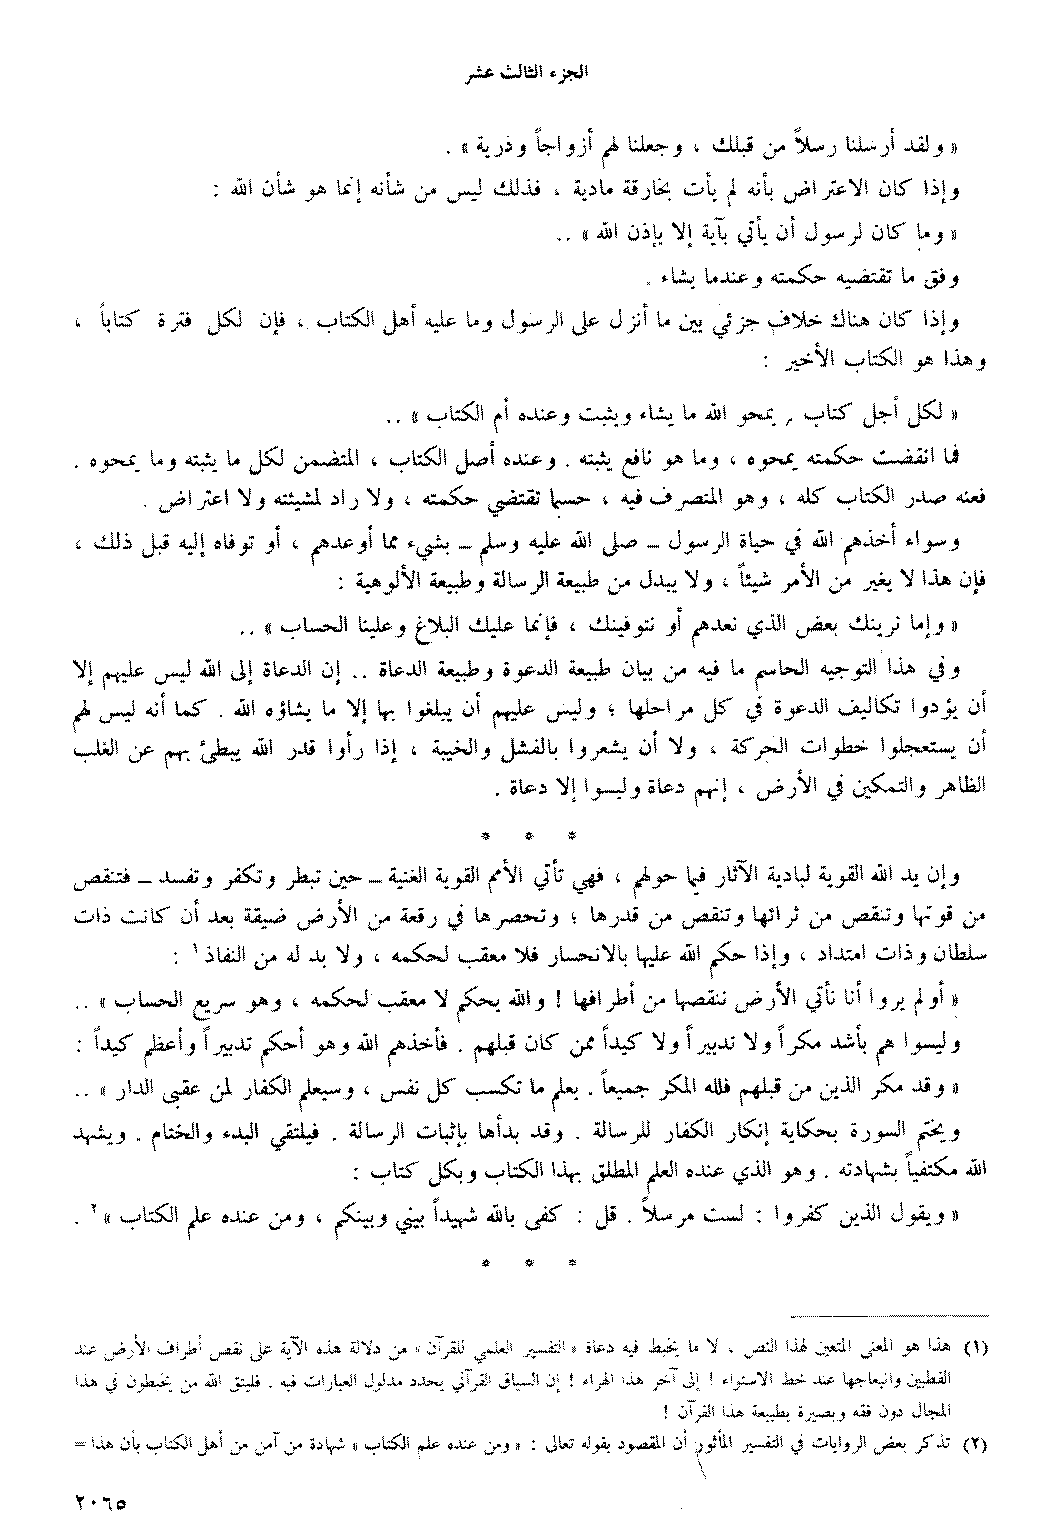 الجزء الثالث عشر
« ولقد أرسلنا رسلاً من قبلك ، وجعلنا لهم أزواجاً وذرية » .
وإذا كان الاعتراض بأنه لم يأت بخارقة مادية ، فذلك ليس من شأنه إنما هو شأن الله :
« وما كان لرسول أن يأتي بآية إلا بإذن الله » ..
وفق ما تقتضيه حكمته وعندما يشاء .
وإذا كان هناك خلاف جزئي بين ما أنزل على الرسول وما عليه أهل الكتاب ، فإن لكل فترة كتاباً ،
وهذا هو الكتاب الأخير :
« لكل أجل كتاب , يمحو الله ما يشاء ويثبت وعنده أم الكتاب » ..
فما انقضت حكمته يمحوه ، وما هو نافع يثبته . وعنده أصل الكتاب ، المتضمن لكل ما يثبته وما يمحوه .
فعنه صدر الكتاب كله ، وهو المتصرف فيه ، حسبما تقتضي حكمته ، ولا راد لمشيئته ولا اعتراض .
وسواء أخذهم الله في حياة الرسول – صلى الله عليه وسلم – بشيء مما أوعدهم ، أو توفاه إليه قبل ذلك ،
فإن هذا لا يغير من الأمر شيئاً ، ولا يبدل من طبيعة الرسالة وطبيعة الألوهية :
« وإما نرينك بعض الذي نعدهم أو نتوفينك ، فإنما عليك البلاغ وعلينا الحساب » ..
وفي هذا التوجيه الحاسم ما فيه من بيان طبيعة الدعوة وطبيعة الدعاة .. إن الدعاة إلى الله ليس عليهم إلا
أن يؤدوا تكاليف الدعوة في كل مراحلها ؛ وليس عليهم أن يبلغوا بها إلا ما يشاؤه الله . كما أنه ليس لهم
أن يستعجلوا خطوات الحركة ، ولا أن يشعروا بالفشل والخيبة ، إذا رأوا قدر الله يبطئ بهم عن الغلب
الظاهر والتمكين في الأرض ، إنهم دعاة وليسوا إلا دعاة .
* * *
وإن يد الله القوية لبادية الآثار فيما حولهم ، فهي تأتي الأمم القوية الغنية – حين تبطر وتكفر وتفسد – فتنقص
من قوتها وتنقص من ثرائها وتنقص من قدرها ؛ وتحصرها في رقعة من الأرض ضيقة بعد أن كانت ذات
سلطان وذات امتداد ، وإذا حكم الله عليها بالانحسار فلا معقب لحكمه ، ولا بد له من النفاذ١ :
« أو لم يروا أنا نأتي الأرض ننقصها من أطرافها ! والله يحكم لا معقب لحكمه ، وهو سريع الحساب » ..
وليسوا هم بأشد مكراً ولا تدبيراً ولا كيداً ممن كان قبلهم . فأخذهم الله وهو أحكم تدبيراً وأعظم كيداً :
« وقد مكر الذين من قبلهم فلله المكر جميعاً . يعلم ما تكسب كل نفس ، وسيعلم الكفار لمن عقبى الدار » ..
ويختم السورة بحكاية إنكار الكفار للرسالة . وقد بدأها بإثبات الرسالة . فيلتقي البدء والختام . ويشهد
الله مكتفياً بشهادته . وهو الذي عنده العلم المطلق بهذا الكتاب وبكل كتاب :
« ويقول الذين كفروا : لست مرسلاً . قل : كفى بالله شهيداً بيني وبينكم ، ومن عنده علم الكتاب »٢ .
* * *
(١) هذا هو المعنى المتعين لهذا النص ، لا ما يخبط فيه دعاة « التفسير العلمي للقرآن » من دلالة هذه الآية على نقص أطراف الأرض عند
القطبين وانبعاجها عند خط الاستواء ! إلى آخر هذا الهراء ! إن السياق القرآني يحدد مدلول العبارات فيه . فليتق الله من يخبطون في هذا
المجال دون فقه وبصيرة بطبيعة هذا القرآن !
(٢) تذكر بعض الروايات في التفسير المأثور أن المقصود بقوله تعالى : « ومن عنده علم الكتاب » شهادة من آمن من أهل الكتاب بأن هذا =
٢٠٦٥